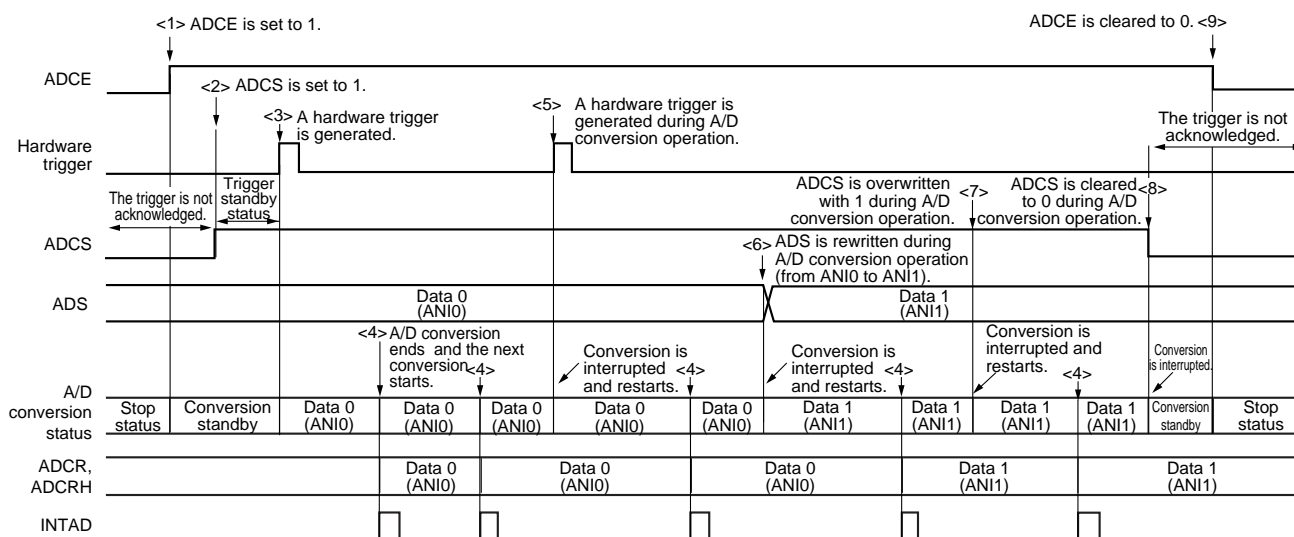 <1> ADCE is set to 1.
ADCE is cleared to 0. <9>
ADCE
<2> ADCS is set to 1.
<3> A hardware trigger
is generated.
<5> A hardware trigger is
generated during A/D
conversion operation.
The trigger is not
acknowledged.
Hardware
trigger
The trigger is not
acknowledged.
Trigger
standby
status
ADCS is overwritten
with 1 during A/D
conversion operation.
<7>
ADCS is cleared
to 0 during A/D
conversion operation.
<8>
ADCS
<6> ADS is rewritten during
A/D conversion operation
(from ANI0 to ANI1).
ADS
Data 0
(ANI0)
Data 1
(ANI1)
<4> A/D conversion
ends and the next
conversion
starts.
<4>
Conversion is
interrupted
and restarts.
<4>
Conversion is
interrupted
and restarts.
<4>
Conversion is
interrupted and
restarts.
<4>
Conversion
is interrupted.
A/D
conversion
status
Stop
status
Conversion
standby
Data 0
(ANI0)
Data 0
(ANI0)
Data 0
(ANI0)
Data 0
(ANI0)
Data 0
(ANI0)
Data 1
(ANI1)
Data 1
(ANI1)
Data 1
(ANI1)
Data 1
(ANI1)
Conversion
standby
Stop
status
ADCR,
ADCRH
Data 0
(ANI0)
Data 0
(ANI0)
Data 0
(ANI0)
Data 1
(ANI1)
Data 1
(ANI1)
INTAD